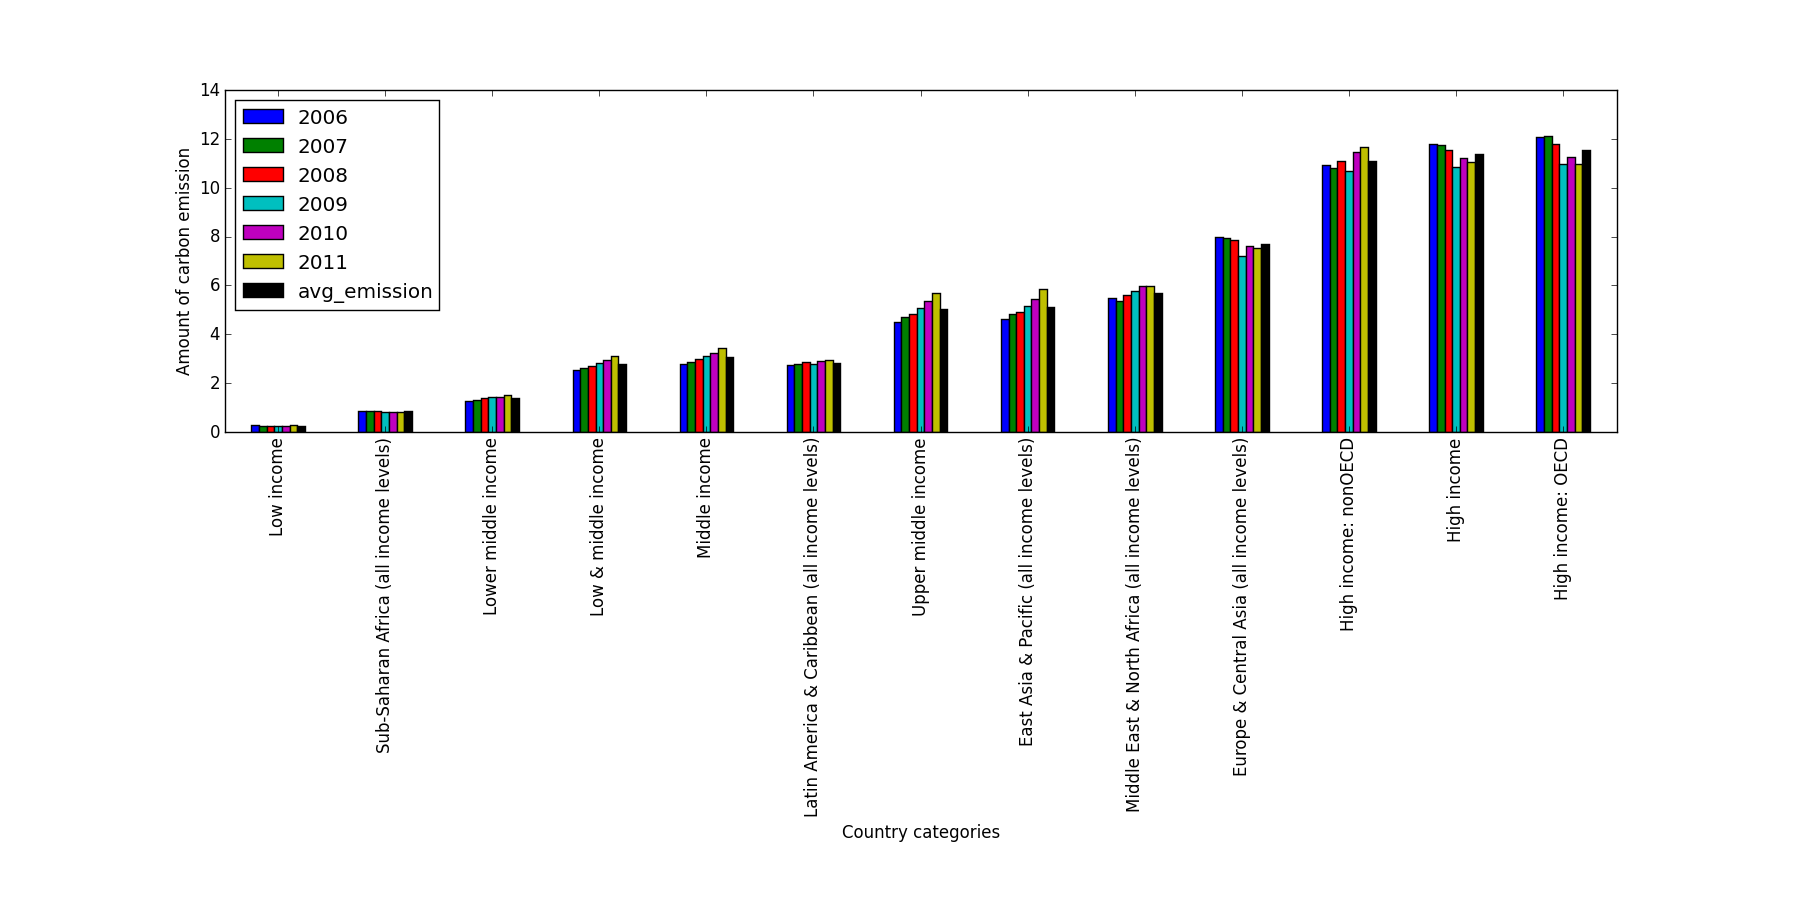 14
12
10
8
6
4
2
0
Amount of carbon emission
2006
2007
2008
2009
2010
2011
avg_emission
Low income
Sub-Saharan Africa (all income levels)
Lower middle income
Low & middle income
Middle income
Latin America & Caribbean (all income levels)
Upper middle income
East Asia & Pacific (all income levels)
Middle East & North Africa (all income levels)
Europe & Central Asia (all income levels)
High income: nonOECD
High income
High income: OECD
Country categories